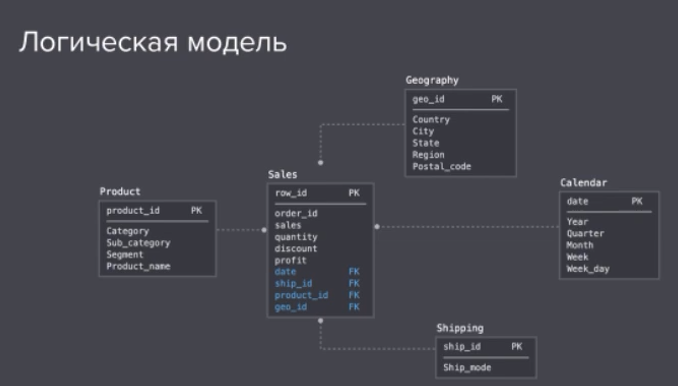 Логическая модель
Geography
geo_id PK
Country
City
State
Region
Postal_code
Sales
row_id PK
order_id
sales
quantity
discount
profit
date FK
ship_id FK
product_id FK
geo_id FK
Product
product_id PK
Category
Sub_category
Segment
Product_name
Calendar
date PK
Year
Quarter
Month
Week
Week_day
Shipping
ship_id PK
Ship_mode